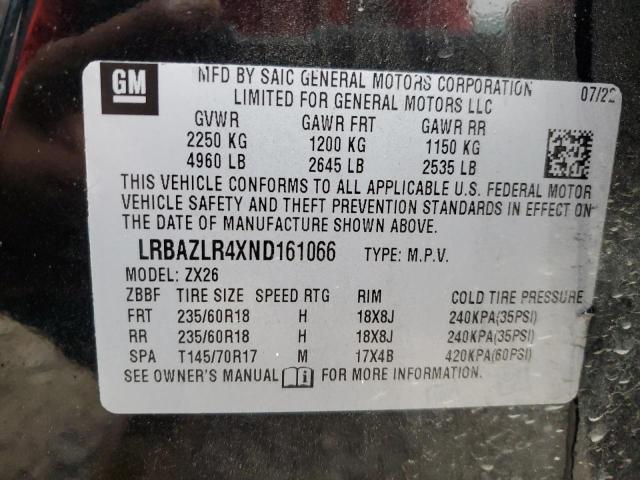 GM
MFD BY SAIC GENERAL MOTORS CORPORATION
LIMITED FOR GENERAL MOTORS LLC
07/22
GVWR GAWR FRT GAWR RR
2250 KG 1200 KG 1150 KG
4960 LB 2645 LB 2535 LB
THIS VEHICLE CONFORMS TO ALL APPLICABLE U.S. FEDERAL MOTOR
VEHICLE SAFETY AND THEFT PREVENTION STANDARDS IN EFFECT ON
THE DATE OF MANUFACTURE SHOWN ABOVE.
LRBAZLR4XND161066 TYPE: M.P.V.
MODEL: ZX26
ZBBF TIRE SIZE SPEED RTG RIM COLD TIRE PRESSURE
FRT 235/60R18 H 18X8J 240KPA(35PSI)
RR 235/60R18 H 18X8J 240KPA(35PSI)
SPA T145/70R17 M 17X4B 420KPA(60PSI)
SEE OWNER'S MANUAL i FOR MORE INFORMATION.